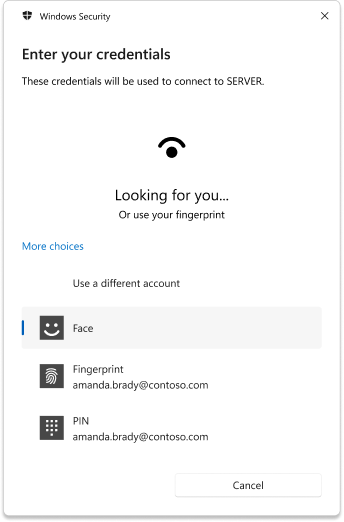 Windows Security
Enter your credentials
These credentials will be used to connect to SERVER.
Looking for you...
Or use your fingerprint
More choices
Use a different account
Face
Fingerprint
amanda.brady@contoso.com
PIN
amanda.brady@contoso.com
Cancel